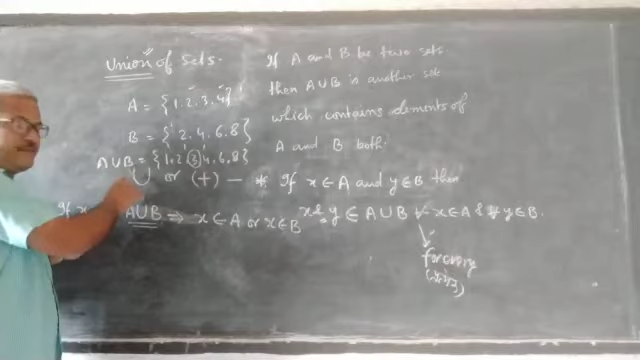 Union of Sets.
A = {1, 2, 3, 4}
B = {2, 4, 6, 8}
A∪B = {1, 2, (3), 4, 6, 8}
∪ or (+) –
If A∪B ⇒ x ∈ A or x ∈ B
If A and B be two sets.
then A∪B is another set
which contains elements of
A and B both.
* If x ∈ A and y ∈ B then
x & y ∈ A∪B ∀ x ∈ A & y ∈ B.
for every